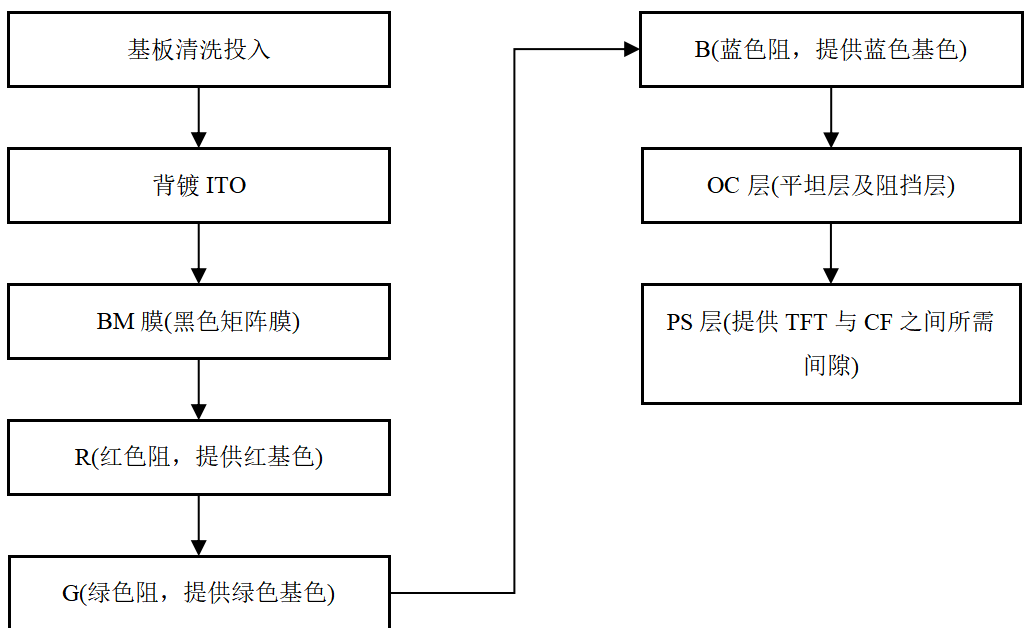 基板清洗投入
背镀 ITO
BM 膜(黑色矩阵膜)
R(红色阻，提供红基色)
G(绿色阻，提供绿色基色)
B(蓝色阻，提供蓝色基色)
OC 层(平坦层及阻挡层)
PS 层(提供 TFT 与 CF 之间所需
间隙)